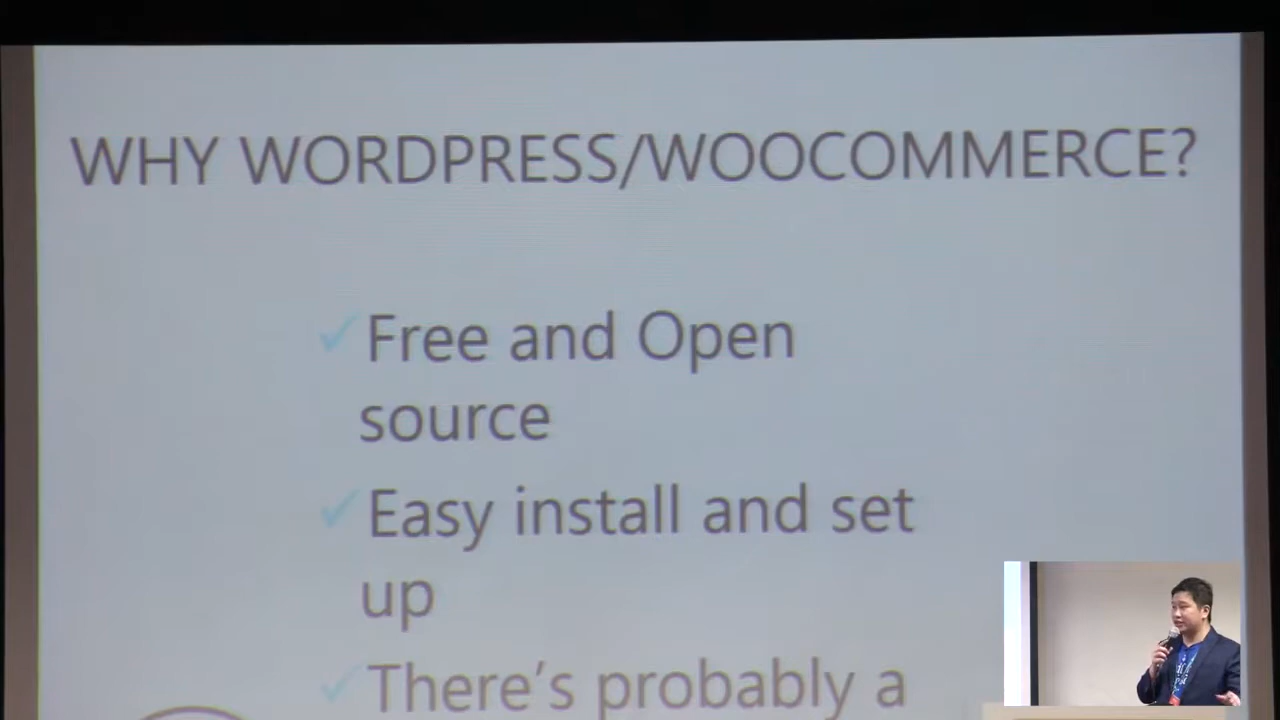 WHY WORDPRESS/WOOCOMMERCE?
Free and Open
source
Easy install and set
up
There's probably a